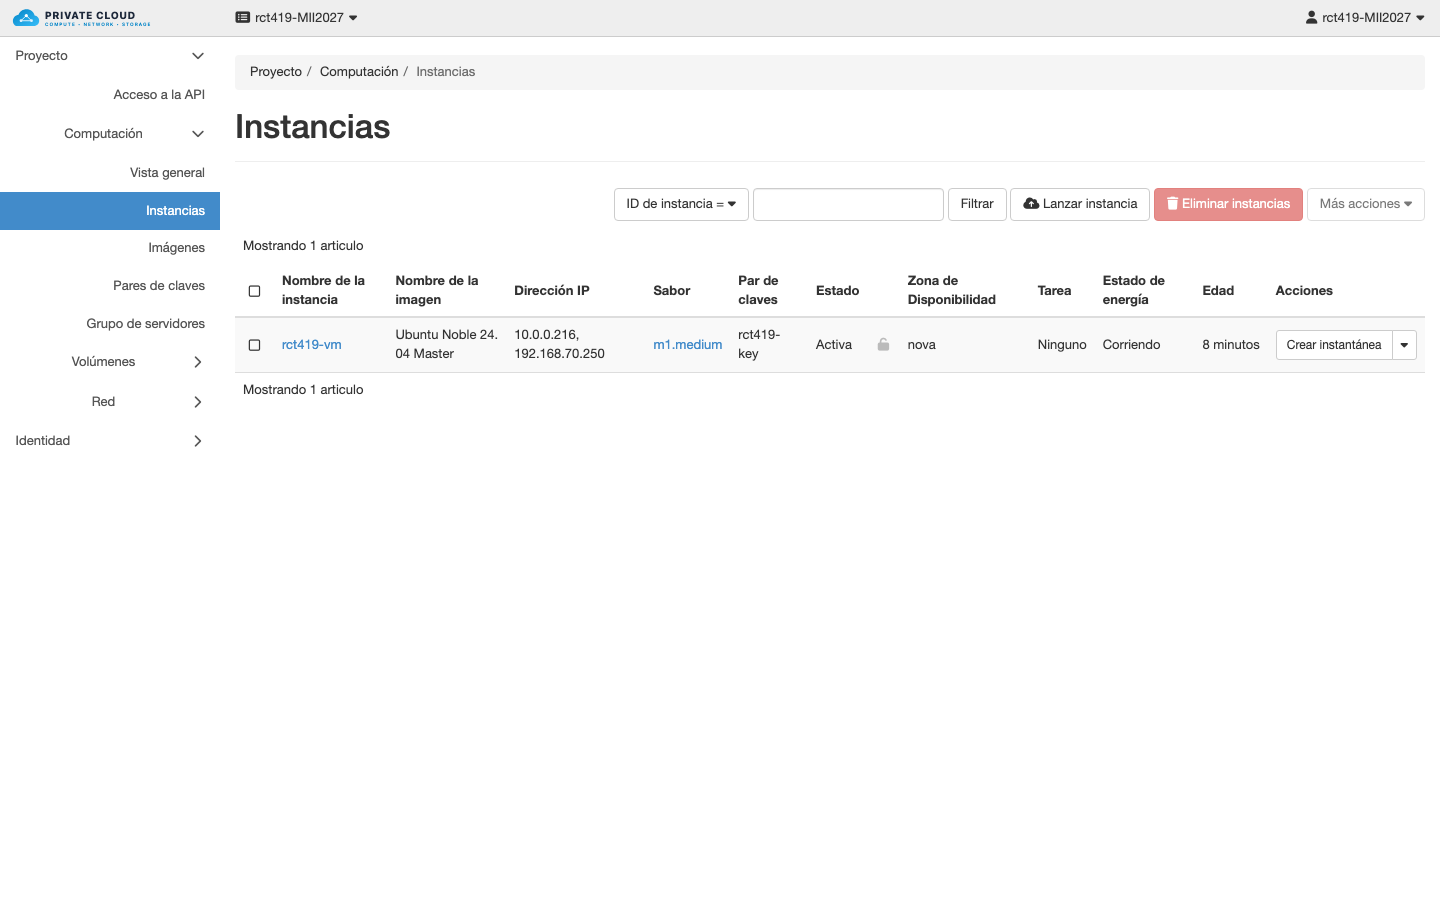 PRIVATE CLOUD
COMPUTE • NETWORK • STORAGE
rct419-MII2027
rct419-MII2027
Proyecto
Acceso a la API
Computación
Vista general
Instancias
Imágenes
Pares de claves
Grupo de servidores
Volúmenes
Red
Identidad
Proyecto / Computación / Instancias
Instancias
ID de instancia =
Filtrar
Lanzar instancia
Eliminar instancias
Más acciones
Mostrando 1 articulo
Nombre de la instancia
Nombre de la imagen
Dirección IP
Sabor
Par de claves
Estado
Zona de Disponibilidad
Tarea
Estado de energía
Edad
Acciones
rct419-vm
Ubuntu Noble 24.04 Master
10.0.0.216, 192.168.70.250
m1.medium
rct419-key
Activa
nova
Ninguno
Corriendo
8 minutos
Crear instantánea
Mostrando 1 articulo